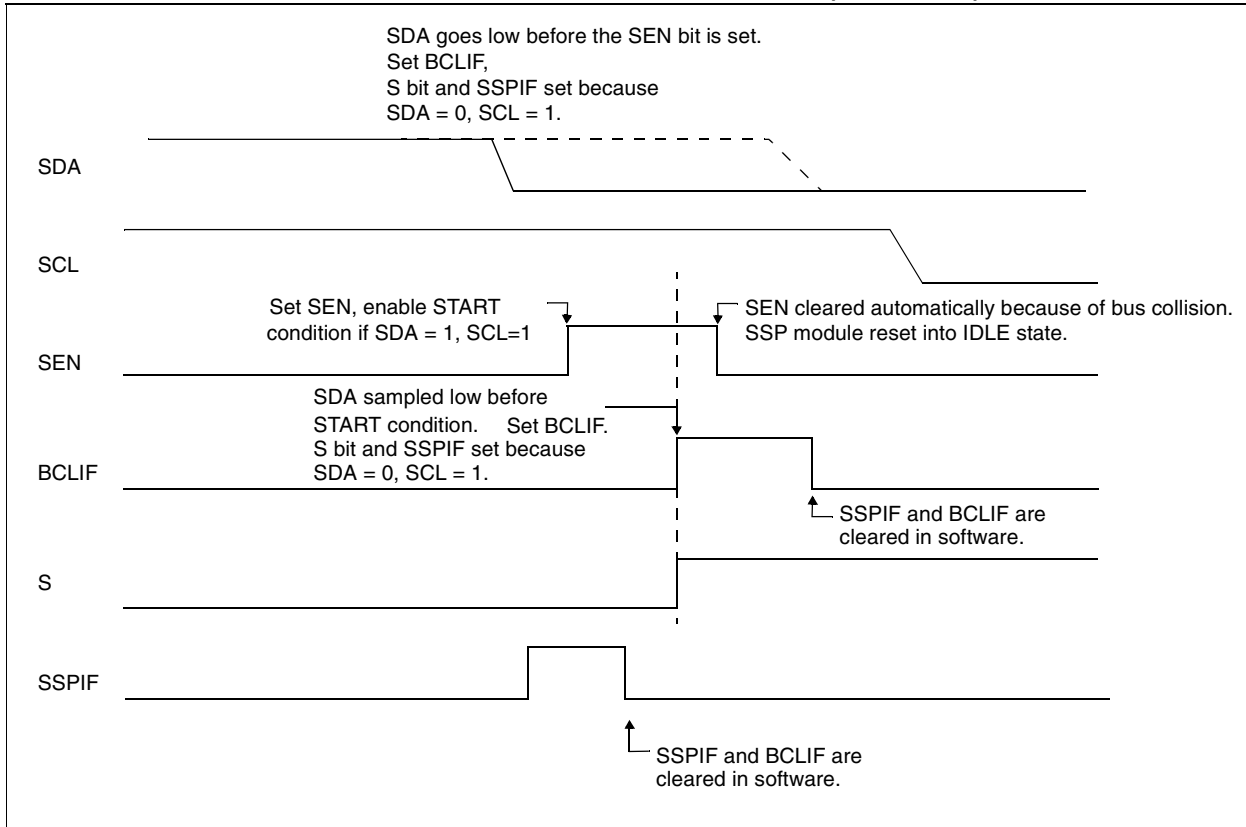 SDA goes low before the SEN bit is set.
Set BCLIF,
S bit and SSPIF set because
SDA = 0, SCL = 1.
SDA
SCL
Set SEN, enable START
condition if SDA = 1, SCL=1
SEN cleared automatically because of bus collision.
SSP module reset into IDLE state.
SEN
SDA sampled low before
START condition. Set BCLIF.
S bit and SSPIF set because
SDA = 0, SCL = 1.
BCLIF
SSPIF and BCLIF are
cleared in software.
S
SSPIF
SSPIF and BCLIF are
cleared in software.